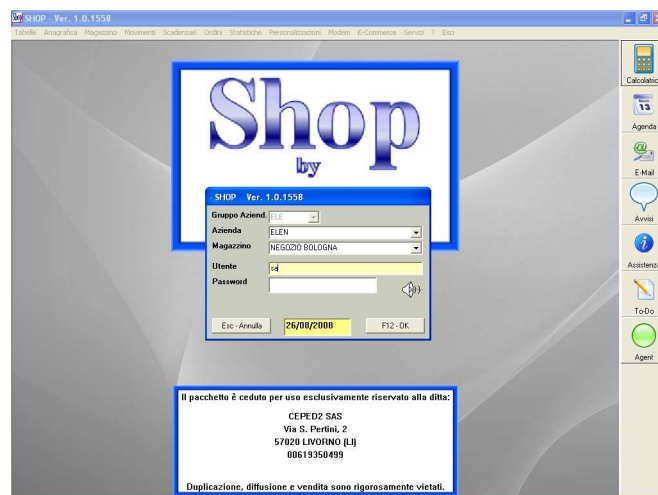 SHOP - Ver. 1.0.1558
Tabelle Anagrafica Magazzino Movimenti Scadenzari Ordini Statistiche Personalizzazioni Modem E-Commerce Servizi ? Esci
Shop
by
SHOP Ver. 1.0.1558
Gruppo Aziend. ELE
Azienda ELEN
Magazzino NEGOZIO BOLOGNA
Utente sa
Password
Esc - Annulla 26/08/2008 F12 - OK
Il pacchetto è ceduto per uso esclusivamente riservato alla ditta:
CEPED2 SAS
Via S. Pertini, 2
57020 LIVORNO (LI)
00619350499
Duplicazione, diffusione e vendita sono rigorosamente vietati.
Calcolatric
13
Agenda
E-Mail
Avvisi
Assistenza
To-Do
Agent